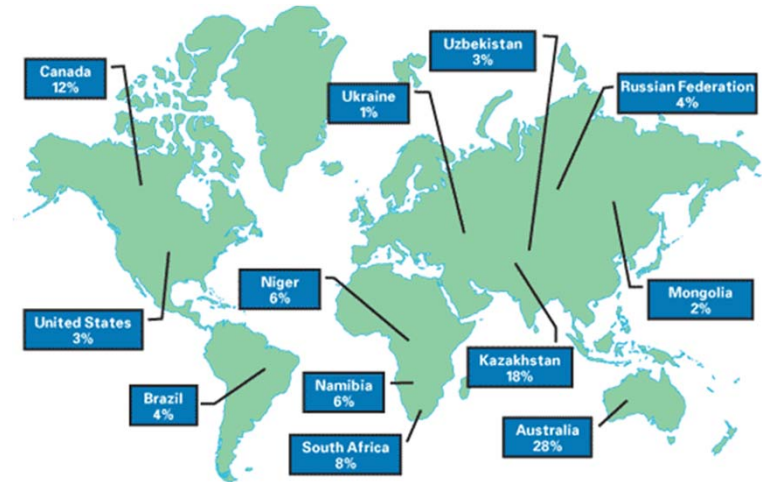 Uzbekistan
3%
Canada
12%
Ukraine
1%
Russian Federation
4%
Niger
6%
Mongolia
2%
United States
3%
Kazakhstan
18%
Namibia
6%
Brazil
4%
Australia
28%
South Africa
8%